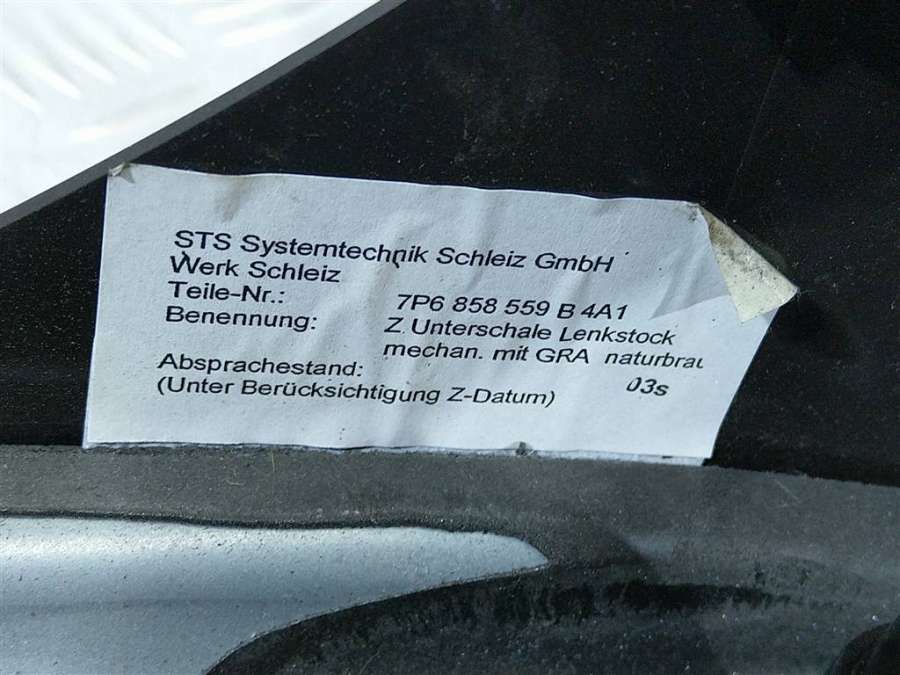 STS Systemtechnik Schleiz GmbH
Werk Schleiz
Teile-Nr.: 7P6 858 559 B 4A1
Benennung: Z. Unterschale Lenkstock
mechan. mit GRA
Absprachestand: 03s
(Unter Berücksichtigung Z-Datum)